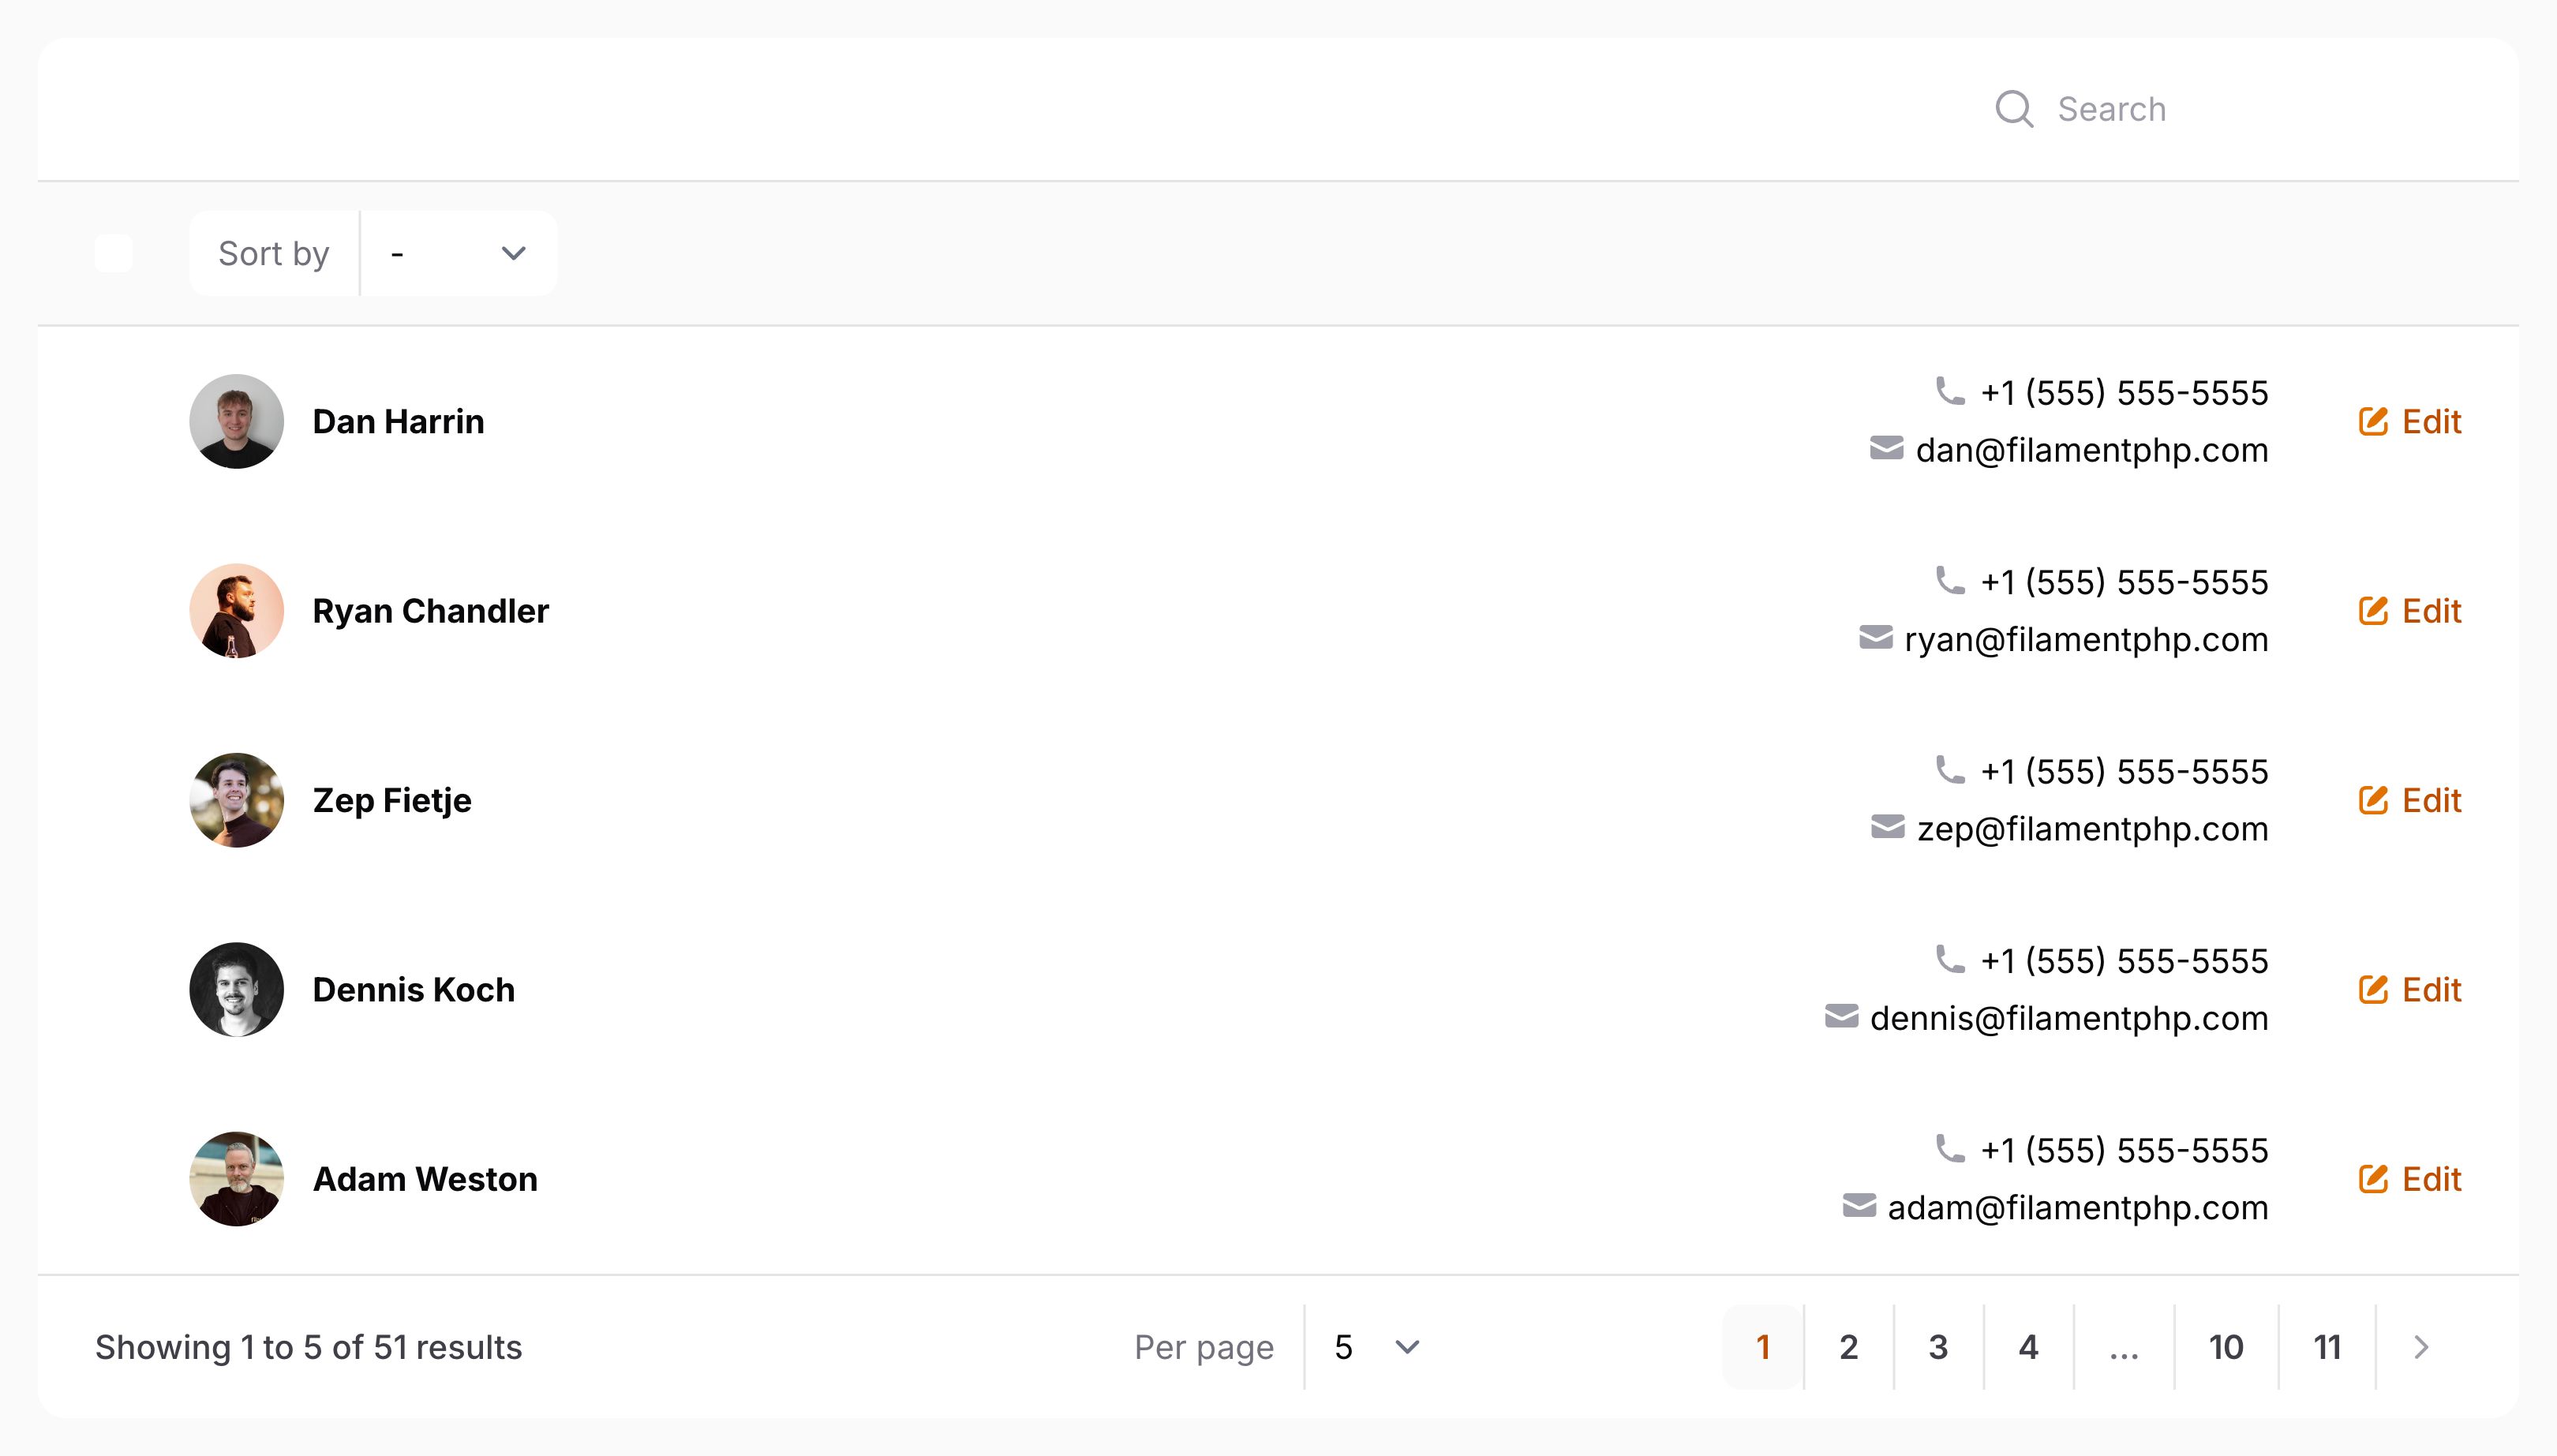 Search
Sort by -
Dan Harrin
+1 (555) 555-5555
dan@filamentphp.com
Edit
Ryan Chandler
+1 (555) 555-5555
ryan@filamentphp.com
Edit
Zep Fietje
+1 (555) 555-5555
zep@filamentphp.com
Edit
Dennis Koch
+1 (555) 555-5555
dennis@filamentphp.com
Edit
Adam Weston
+1 (555) 555-5555
adam@filamentphp.com
Edit
Showing 1 to 5 of 51 results
Per page 5
1 2 3 4 ... 10 11